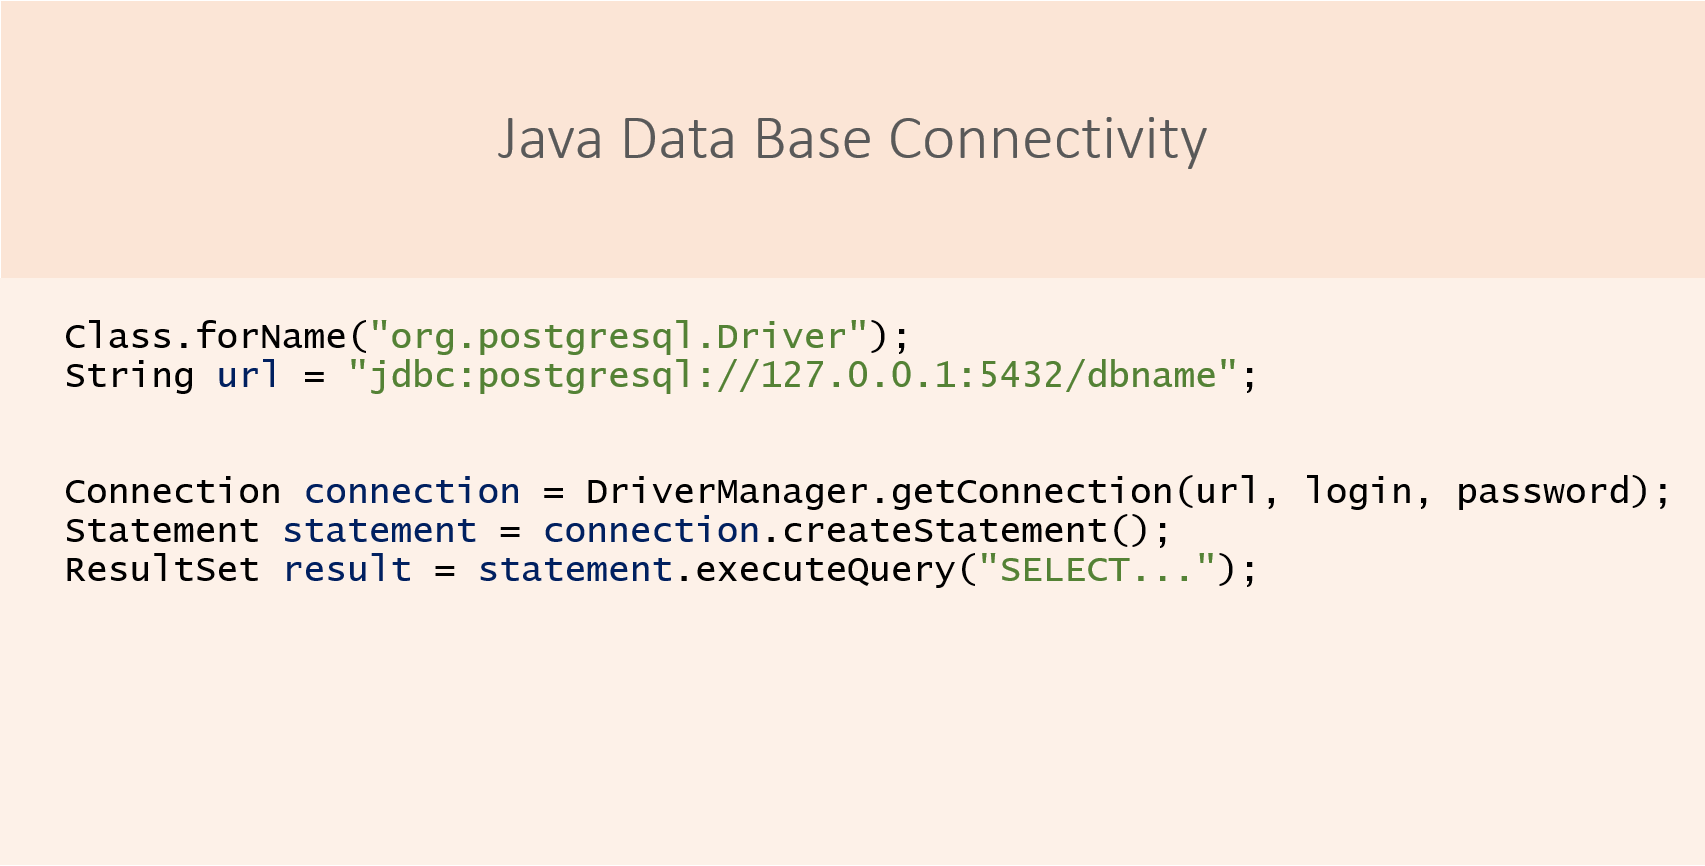 Java Data Base Connectivity
Class.forName("org.postgresql.Driver");
String url = "jdbc:postgresql://127.0.0.1:5432/dbname";
Connection connection = DriverManager.getConnection(url, login, password);
Statement statement = connection.createStatement();
ResultSet result = statement.executeQuery("SELECT...");